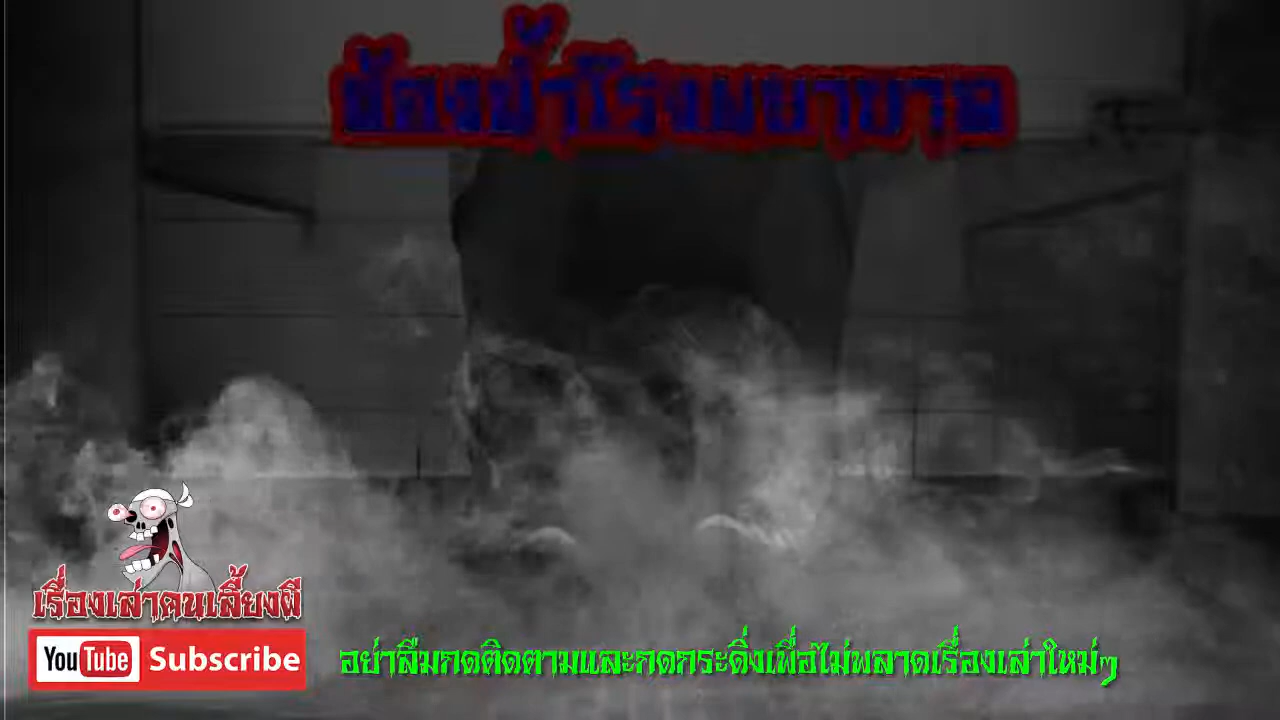 ห้องน้ำโรงพยาบาล
เรื่องเล่าคนเลี้ยงผี
YouTube Subscribe
อย่าลืมกดติดตามและกดกระดิ่งเพื่อไม่พลาดเรื่องเล่าใหม่ๆ